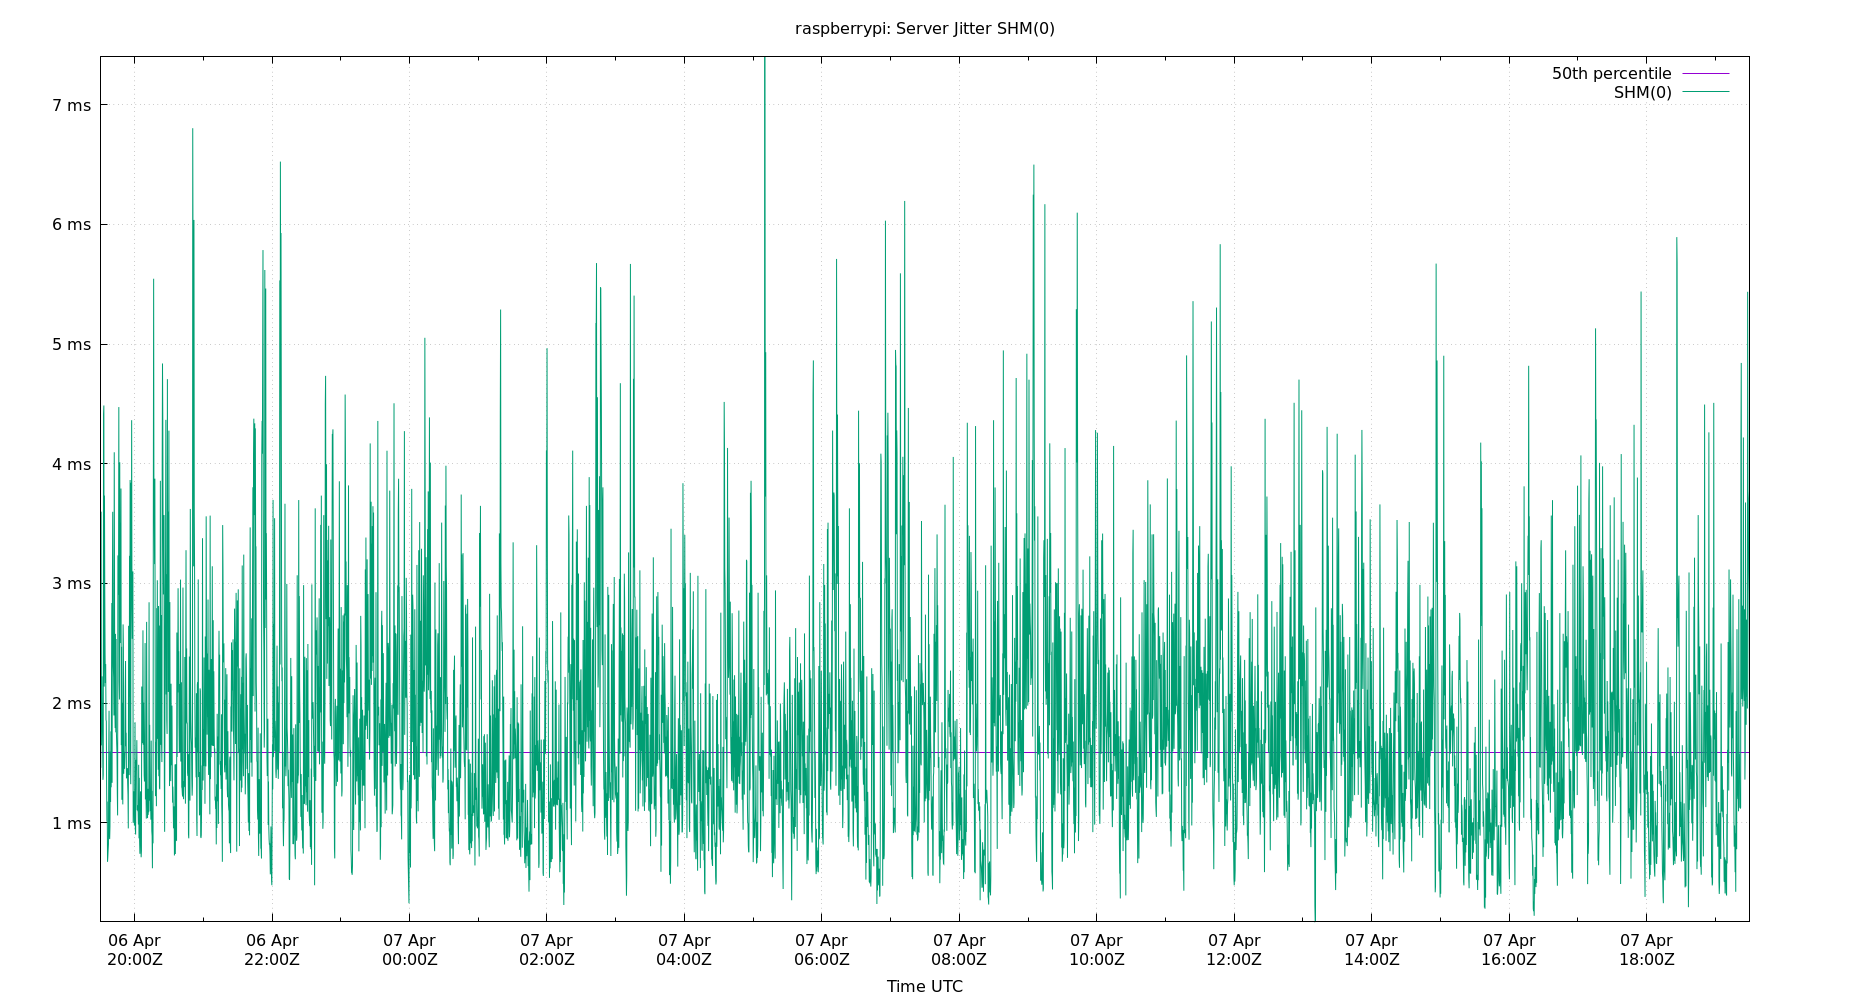 raspberrypi: Server Jitter SHM(0)
50th percentile
SHM(0)
7 ms
6 ms
5 ms
4 ms
3 ms
2 ms
1 ms
06 Apr 06 Apr 07 Apr 07 Apr 07 Apr 07 Apr 07 Apr 07 Apr 07 Apr 07 Apr 07 Apr 07 Apr
20:00Z 22:00Z 00:00Z 02:00Z 04:00Z 06:00Z 08:00Z 10:00Z 12:00Z 14:00Z 16:00Z 18:00Z
Time UTC